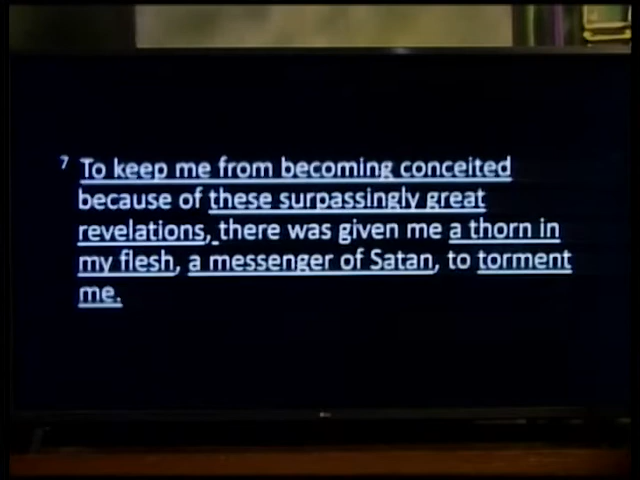 7 To keep me from becoming conceited
because of these surpassingly great
revelations, there was given me a thorn in
my flesh, a messenger of Satan, to torment
me.